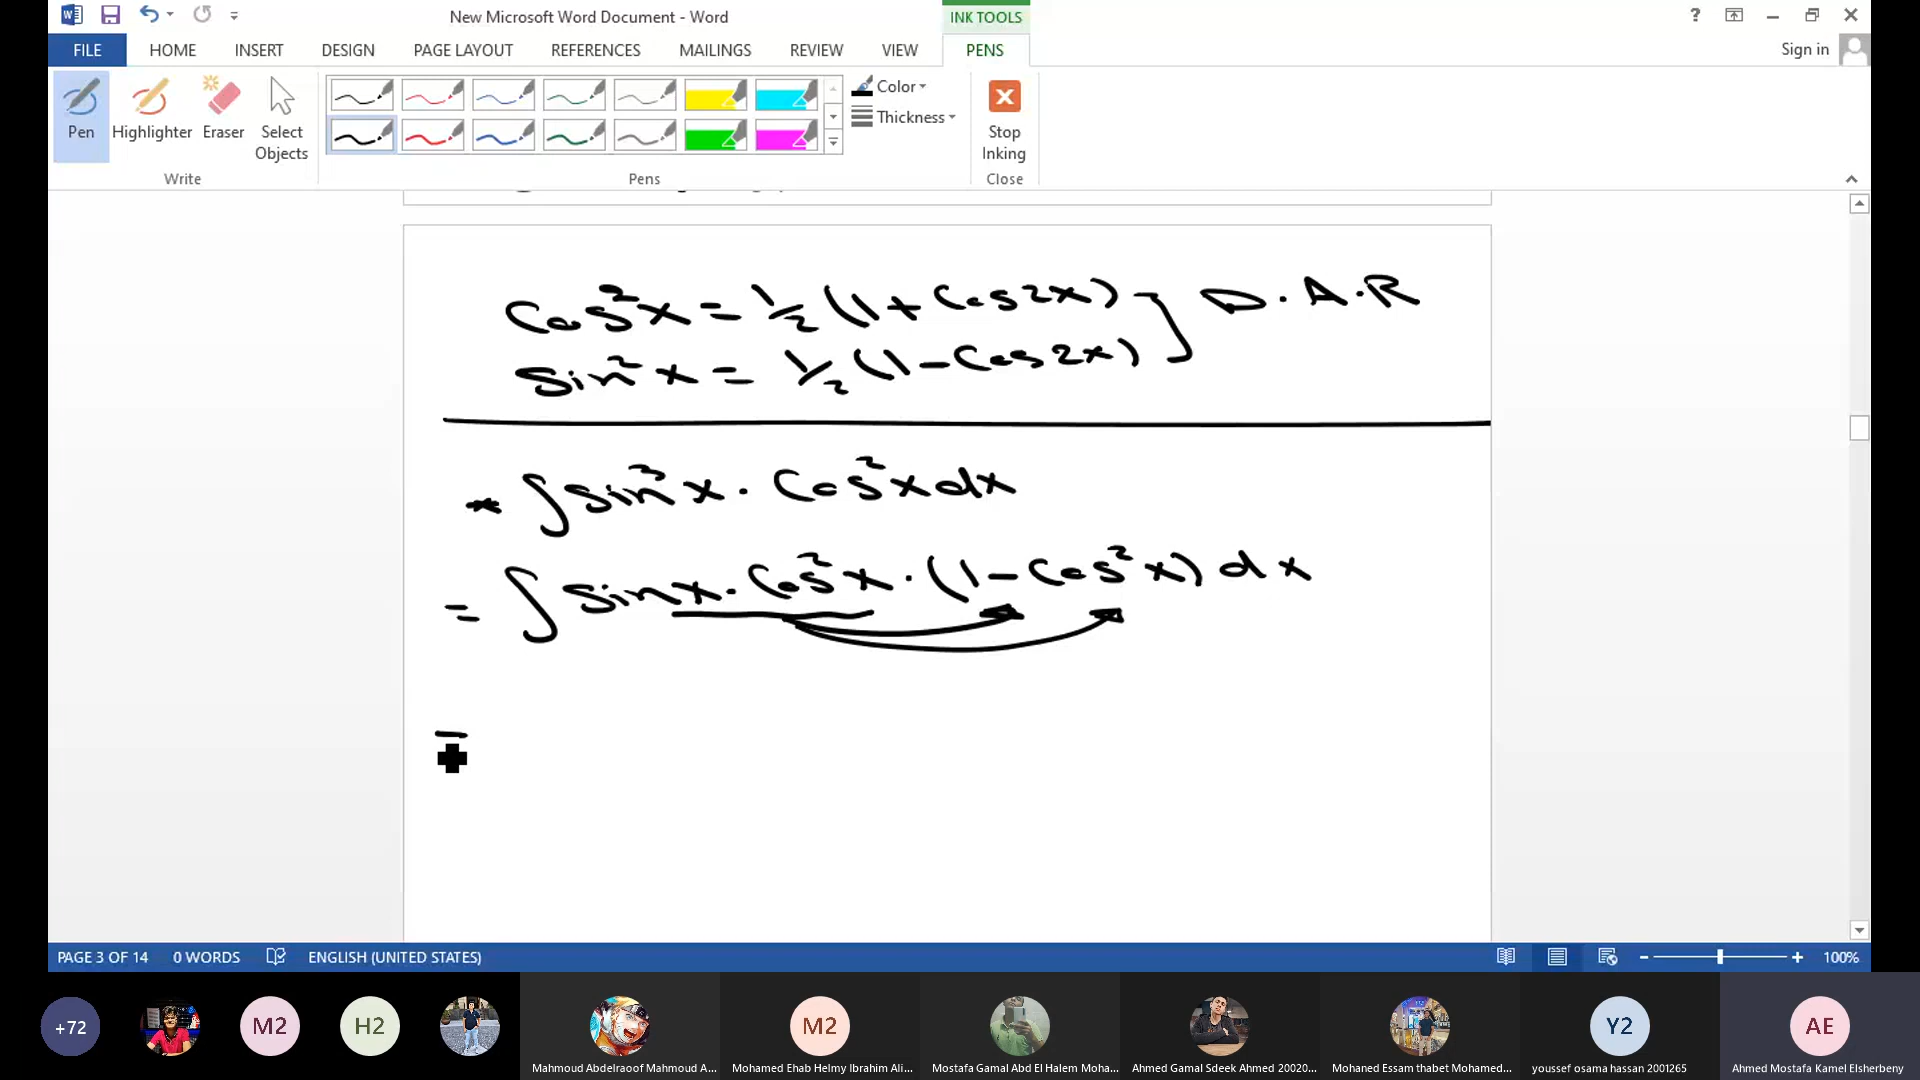 New Microsoft Word Document - Word
INK TOOLS
?
FILE
HOME
INSERT
DESIGN
PAGE LAYOUT
REFERENCES
MAILINGS
REVIEW
VIEW
PENS
Sign in
Pen
Highlighter
Eraser
Select Objects
Color
Thickness
Stop Inking
Write
Pens
Close
Cos²x = 1/2 (1 + Cos2x) ] D.A.R
Sin²x = 1/2 (1 - Cos2x)
* ∫ Sin³x . Cos²x dx
= ∫ Sin x . Cos²x . (1 - Cos²x) dx
PAGE 3 OF 14
0 WORDS
ENGLISH (UNITED STATES)
100%
+72
M2
H2
M2
Y2
AE
Mahmoud Abdelraoof Mahmoud A...
Mohamed Ehab Helmy Ibrahim Ali...
Mostafa Gamal Abd El Halem Moha...
Ahmed Gamal Sdeek Ahmed 20020...
Mohaned Essam thabet Mohamed...
youssef osama hassan 2001265
Ahmed Mostafa Kamel Elsherbeny